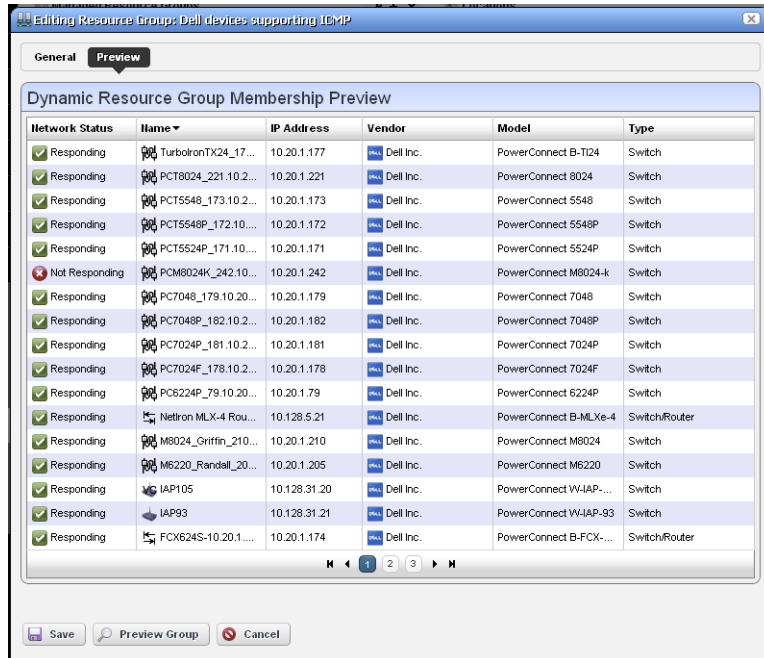 Editing Resource Group: Dell devices supporting ICMP
General Preview
Dynamic Resource Group Membership Preview
Network Status Name IP Address Vendor Model Type
Responding TurboIronTX24_17... 10.20.1.177 Dell Inc. PowerConnect B-TI24 Switch
Responding PCT8024_221.10.2... 10.20.1.221 Dell Inc. PowerConnect 8024 Switch
Responding PCT5548_173.10.2... 10.20.1.173 Dell Inc. PowerConnect 5548 Switch
Responding PCT5548P_172.10.... 10.20.1.172 Dell Inc. PowerConnect 5548P Switch
Responding PCT5524P_171.10.... 10.20.1.171 Dell Inc. PowerConnect 5524P Switch
Not Responding PCM8024K_242.10... 10.20.1.242 Dell Inc. PowerConnect M8024-k Switch
Responding PC7048_179.10.20... 10.20.1.179 Dell Inc. PowerConnect 7048 Switch
Responding PC7048P_182.10.2... 10.20.1.182 Dell Inc. PowerConnect 7048P Switch
Responding PC7024P_181.10.2... 10.20.1.181 Dell Inc. PowerConnect 7024P Switch
Responding PC7024F_178.10.2... 10.20.1.178 Dell Inc. PowerConnect 7024F Switch
Responding PC6224P_79.10.20... 10.20.1.79 Dell Inc. PowerConnect 6224P Switch
Responding NetIron MLX-4 Rou... 10.128.5.21 Dell Inc. PowerConnect B-MLXe-4 Switch/Router
Responding M8024_Griffin_210... 10.20.1.210 Dell Inc. PowerConnect M8024 Switch
Responding M6220_Randall_20... 10.20.1.205 Dell Inc. PowerConnect M6220 Switch
Responding IAP105 10.128.31.20 Dell Inc. PowerConnect W-IAP-... Switch
Responding IAP93 10.128.31.21 Dell Inc. PowerConnect W-IAP-93 Switch
Responding FCX624S-10.20.1.... 10.20.1.174 Dell Inc. PowerConnect B-FCX-... Switch/Router
1 2 3
Save Preview Group Cancel